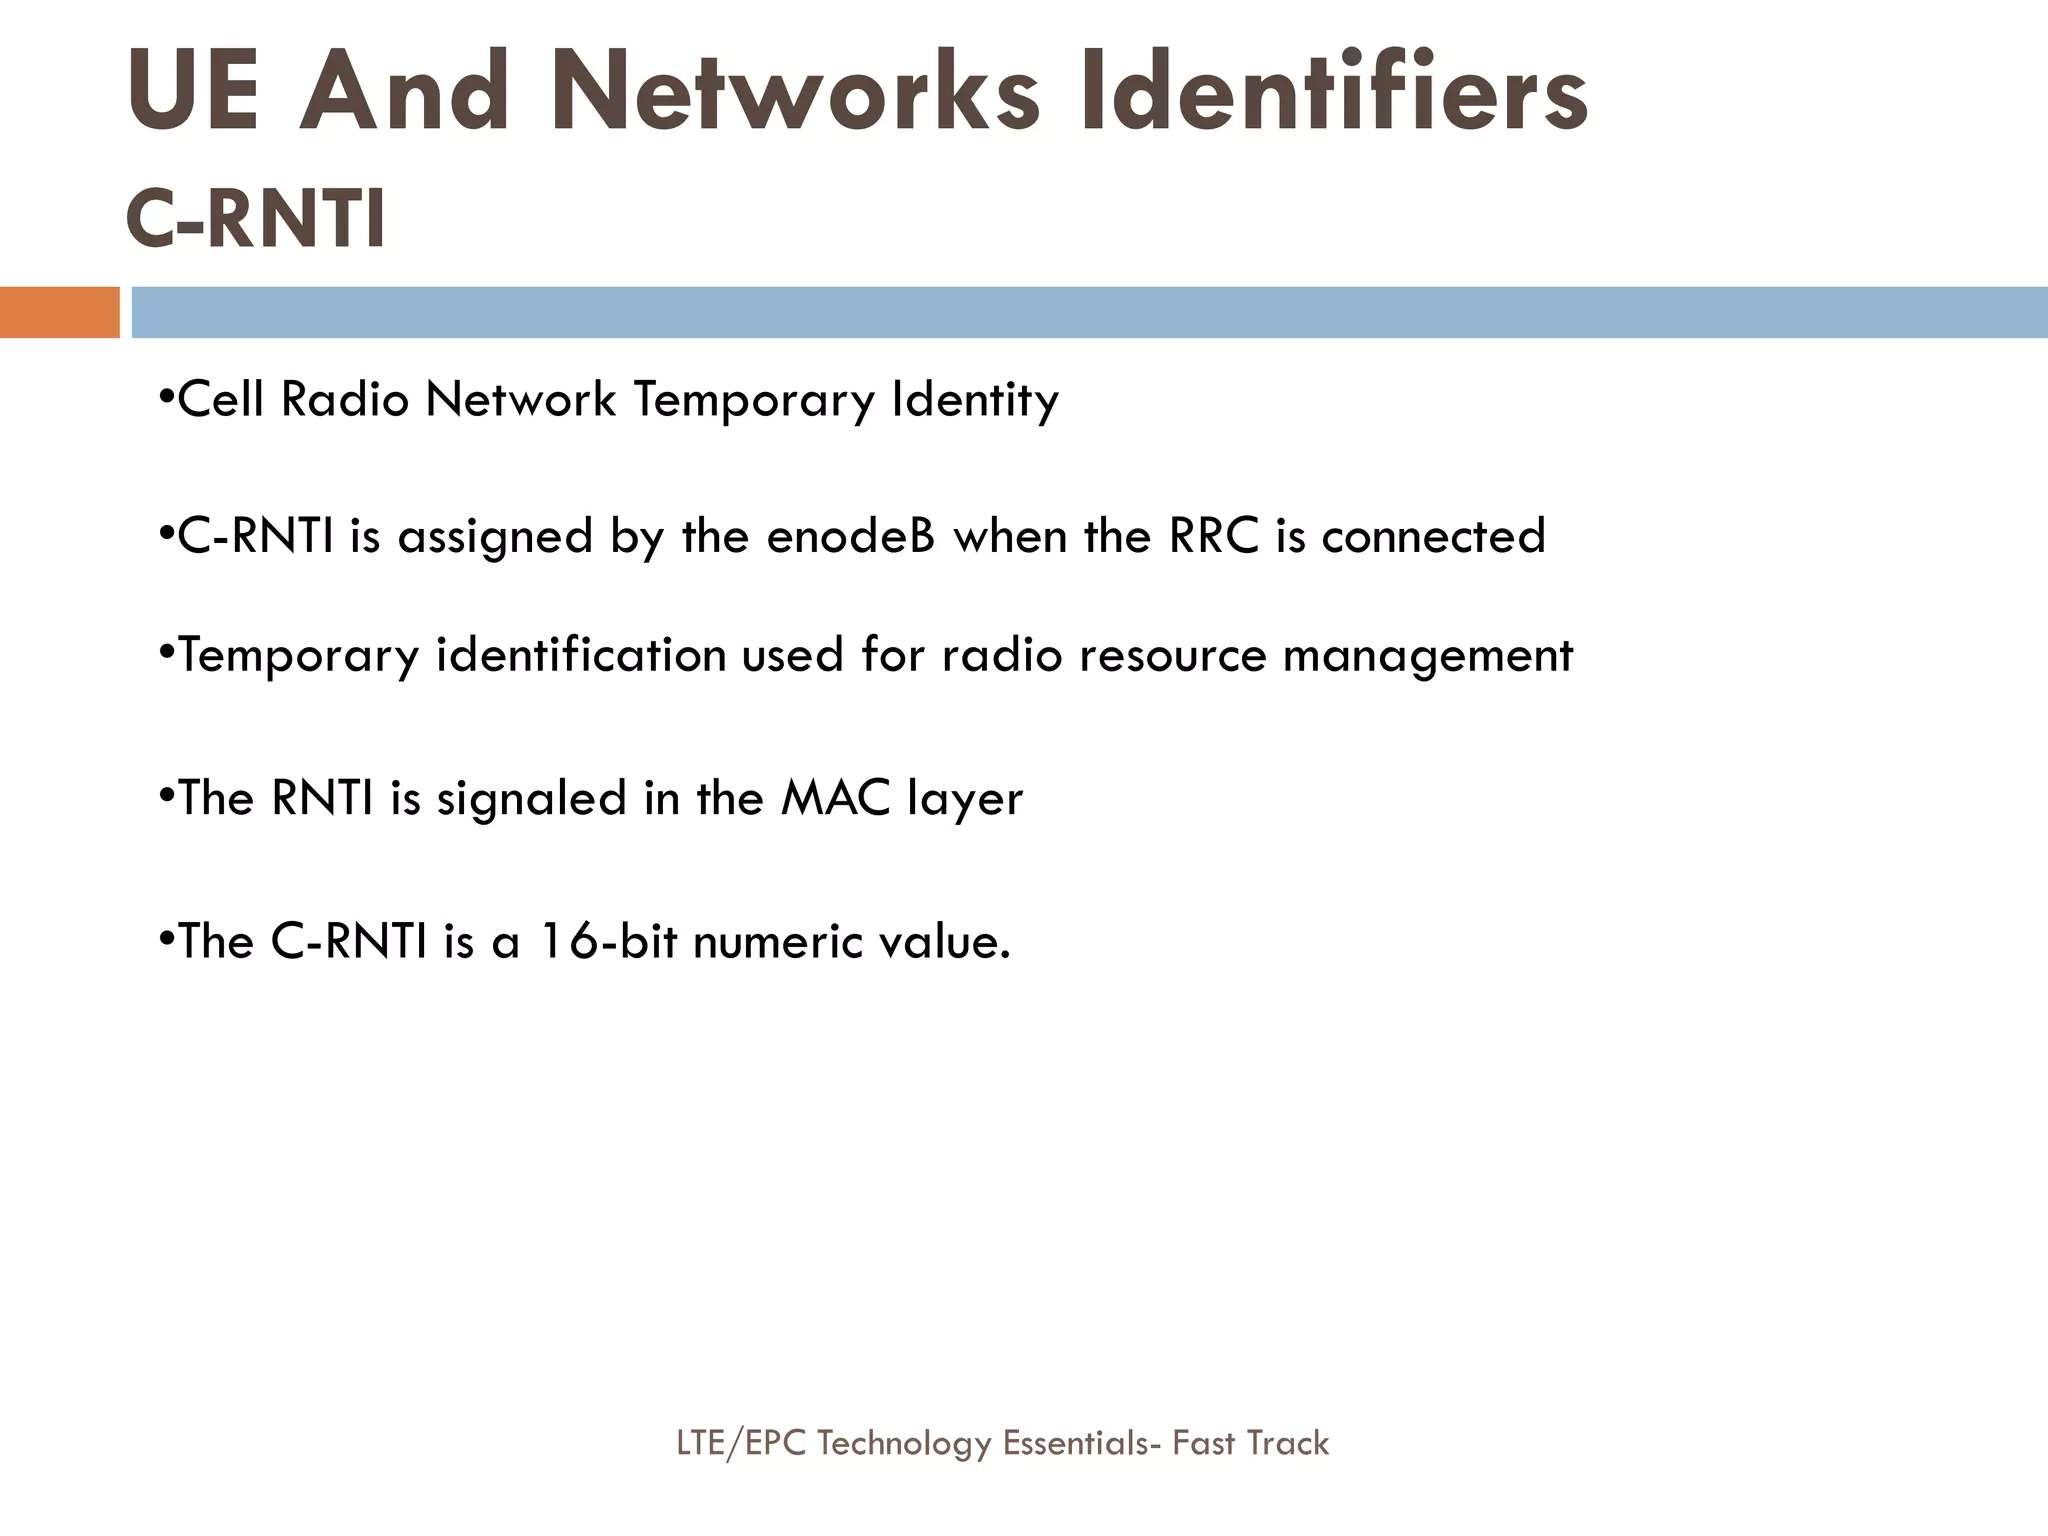 UE And Networks Identifiers
C-RNTI
•Cell Radio Network Temporary Identity
•C-RNTI is assigned by the enodeB when the RRC is connected
•Temporary identification used for radio resource management
•The RNTI is signaled in the MAC layer
•The C-RNTI is a 16-bit numeric value.
LTE/EPC Technology Essentials- Fast Track